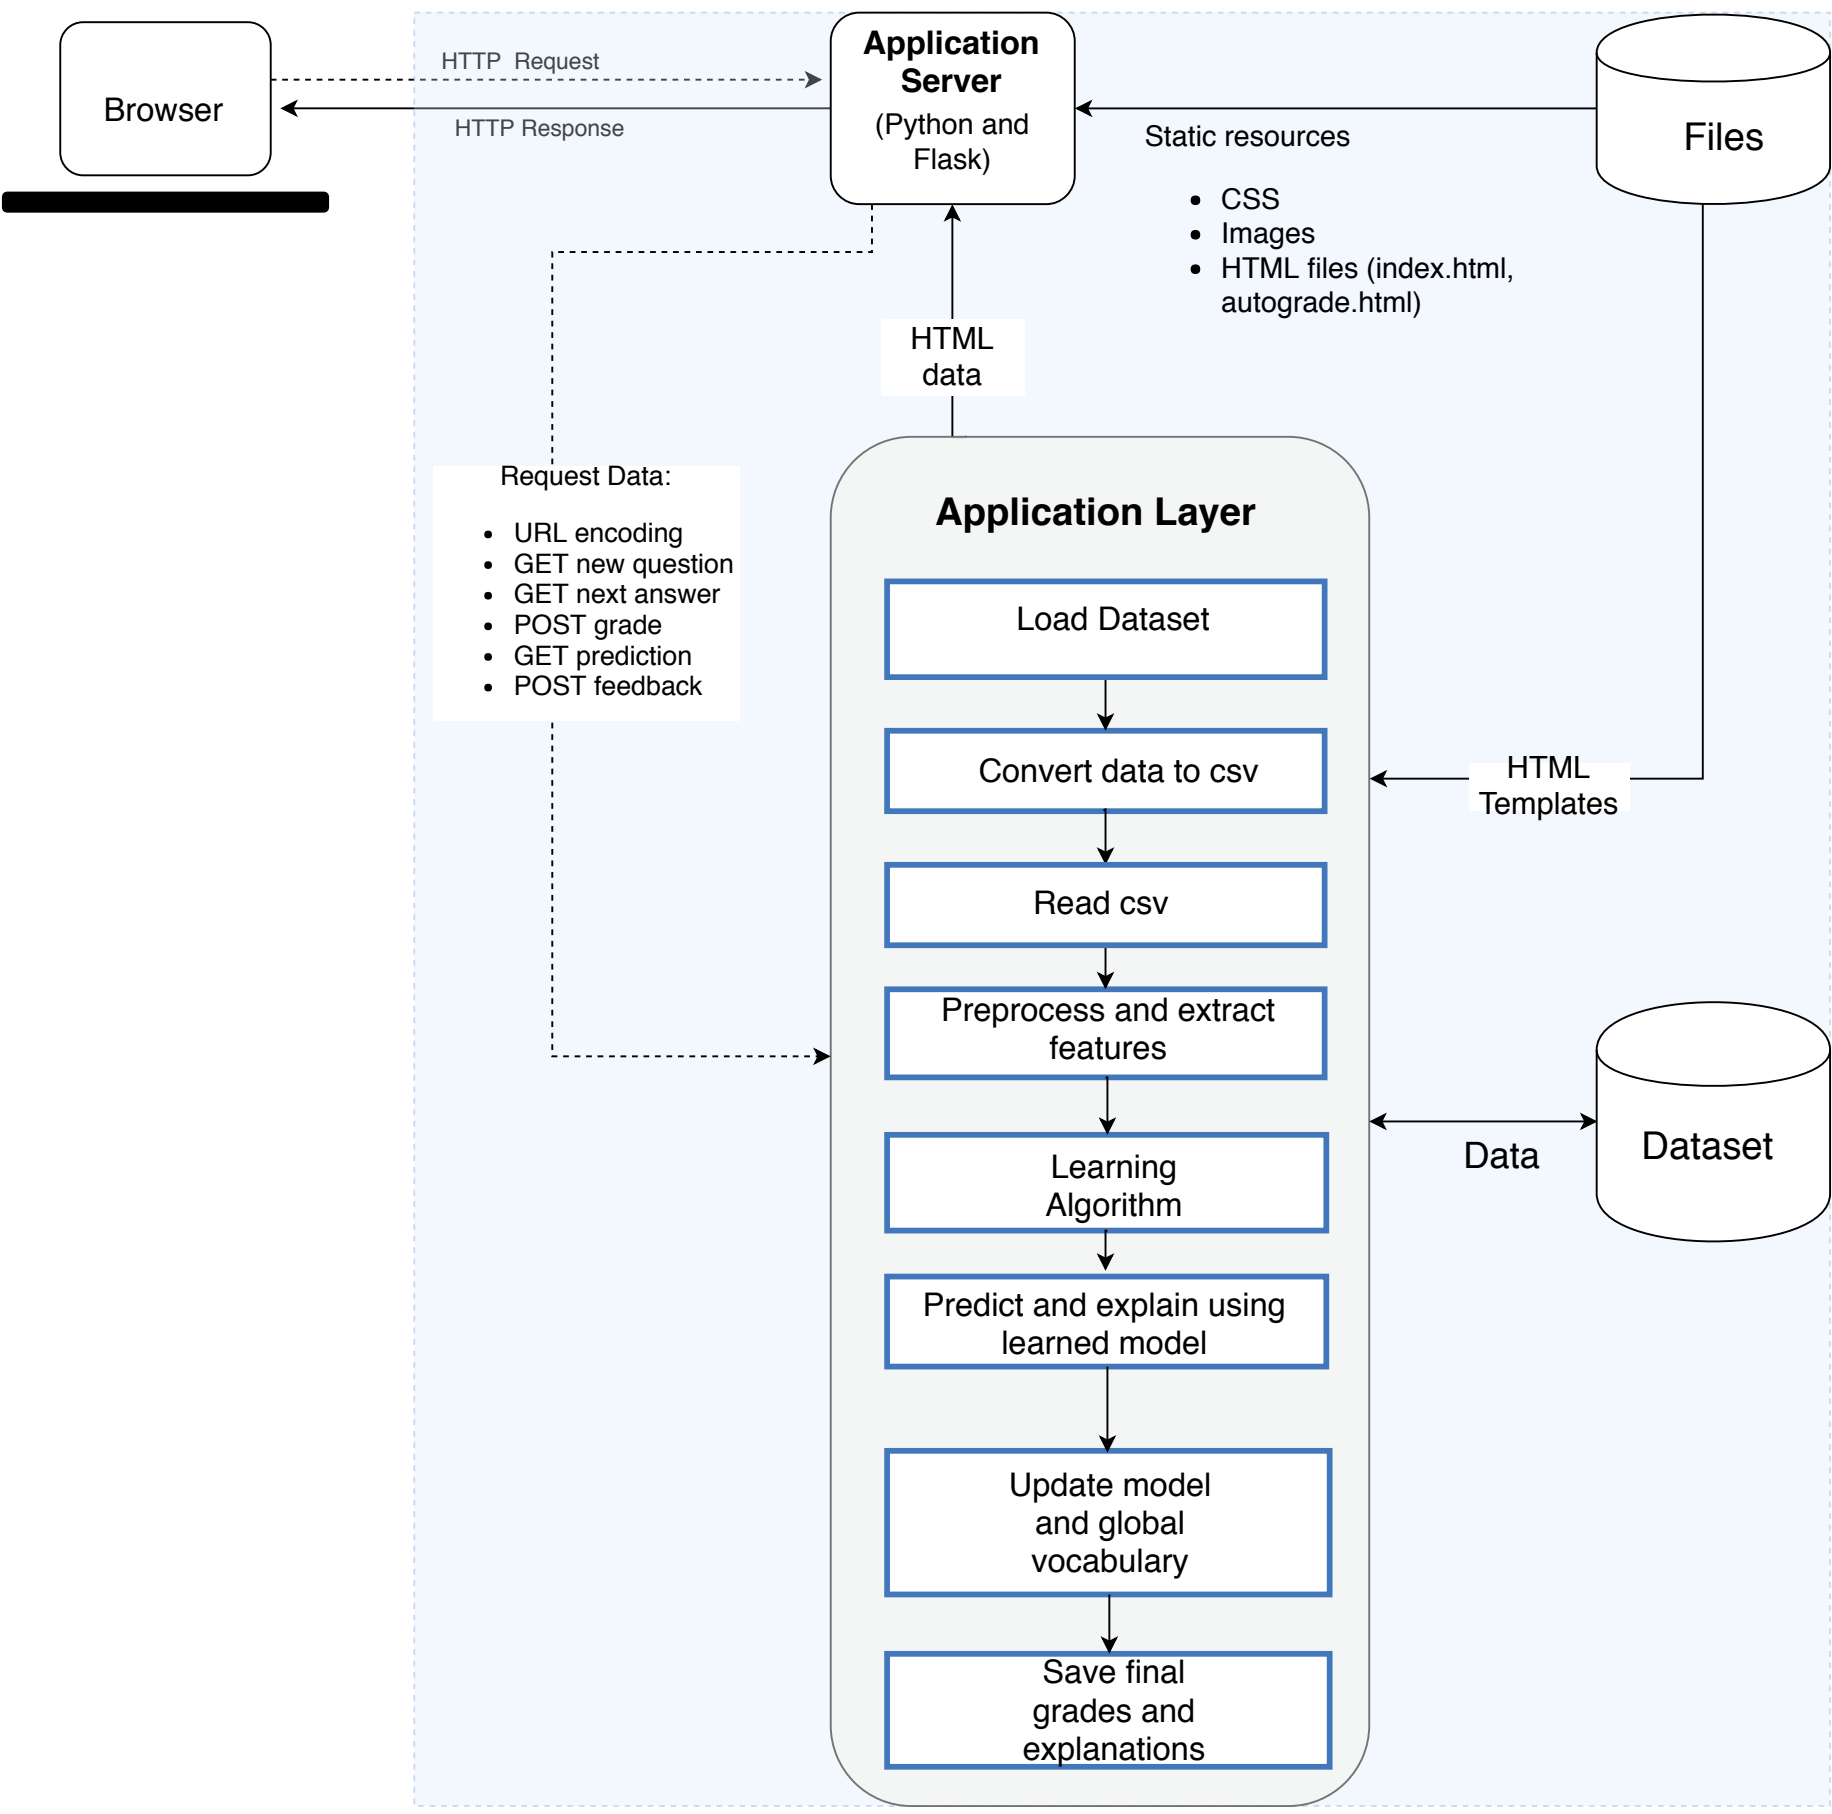 Browser
HTTP Request
HTTP Response
Application
Server
(Python and
Flask)
Static resources
• CSS
• Images
• HTML files (index.html,
autograde.html)
Files
HTML
data
Request Data:
• URL encoding
• GET new question
• GET next answer
• POST grade
• GET prediction
• POST feedback
Application Layer
Load Dataset
Convert data to csv
Read csv
Preprocess and extract
features
Learning
Algorithm
Predict and explain using
learned model
Update model
and global
vocabulary
Save final
grades and
explanations
HTML
Templates
Data
Dataset